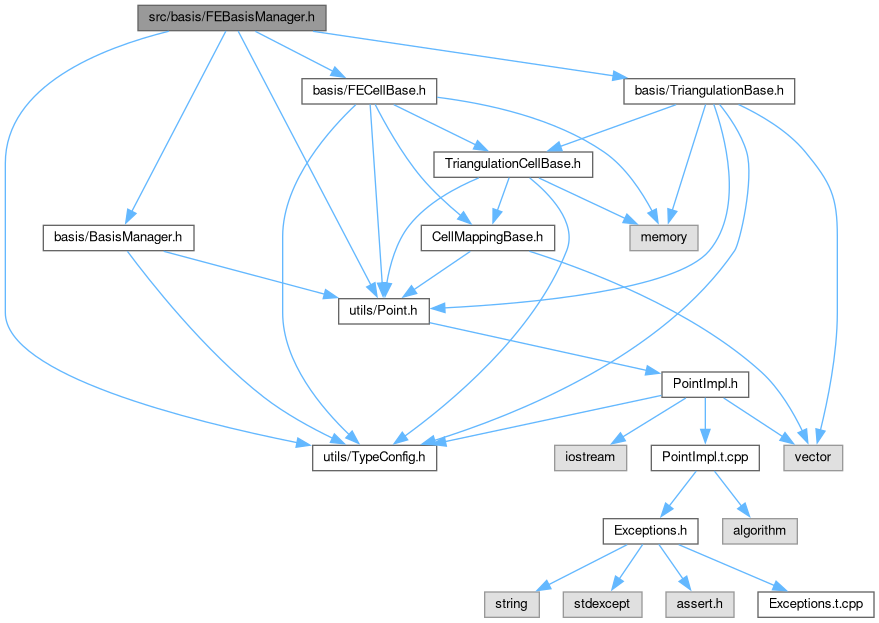 src/basis/FEBasisManager.h
basis/FECellBase.h
basis/TriangulationBase.h
TriangulationCellBase.h
basis/BasisManager.h
CellMappingBase.h
memory
utils/Point.h
PointImpl.h
utils/TypeConfig.h
iostream
PointImpl.t.cpp
vector
Exceptions.h
algorithm
string
stdexcept
assert.h
Exceptions.t.cpp